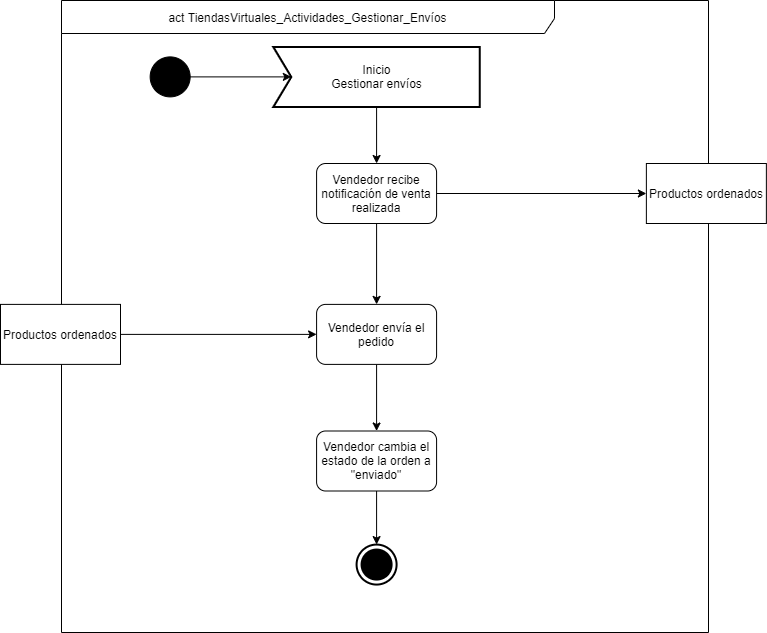 act TiendasVirtuales_Actividades_Gestionar_Envíos
Inicio
Gestionar envíos
Vendedor recibe
notificación de venta
realizada
Productos ordenados
Productos ordenados
Vendedor envía el
pedido
Vendedor cambia el
estado de la orden a
"enviado"